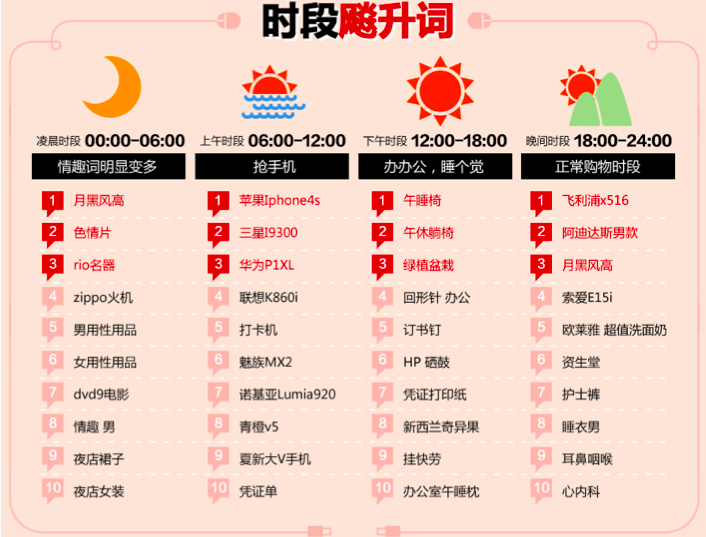 时段飚升词
凌晨时段 00:00-06:00
情趣词明显变多
1 月黑风高
2 色情片
3 rio名器
4 zippo火机
5 男用性用品
6 女用性用品
7 dvd9电影
8 情趣 男
9 夜店裙子
10 夜店女装
上午时段 06:00-12:00
抢手机
1 苹果Iphone4s
2 三星I9300
3 华为P1XL
4 联想K860i
5 打卡机
6 魅族MX2
7 诺基亚Lumia920
8 青橙v5
9 夏新大V手机
10 凭证单
下午时段 12:00-18:00
办办公，睡个觉
1 午睡椅
2 午休躺椅
3 绿植盆栽
4 回形针 办公
5 订书钉
6 HP 硒鼓
7 凭证打印纸
8 新西兰奇异果
9 挂快劳
10 办公室午睡枕
晚间时段 18:00-24:00
正常购物时段
1 飞利浦x516
2 阿迪达斯男款
3 月黑风高
4 索爱E15i
5 欧莱雅 超值洗面奶
6 资生堂
7 护士裤
8 睡衣男
9 耳鼻咽喉
10 心内科